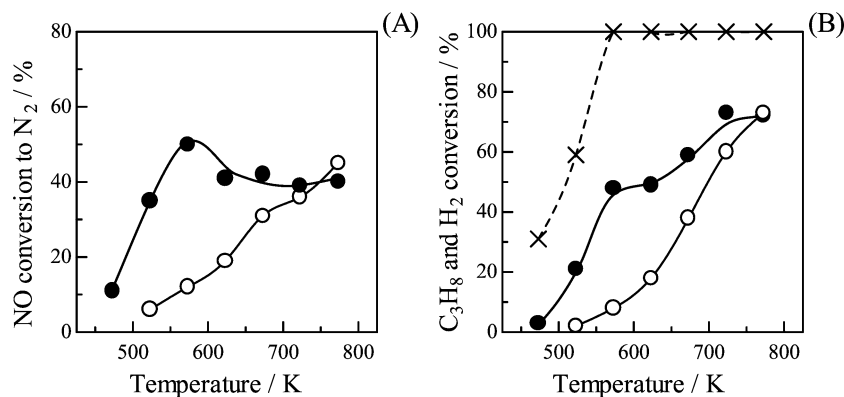 (A)
NO conversion to N2 / %
80
60
40
20
0
500 600 700 800
Temperature / K
(B)
C3H8 and H2 conversion / %
100
80
60
40
20
0
500 600 700 800
Temperature / K